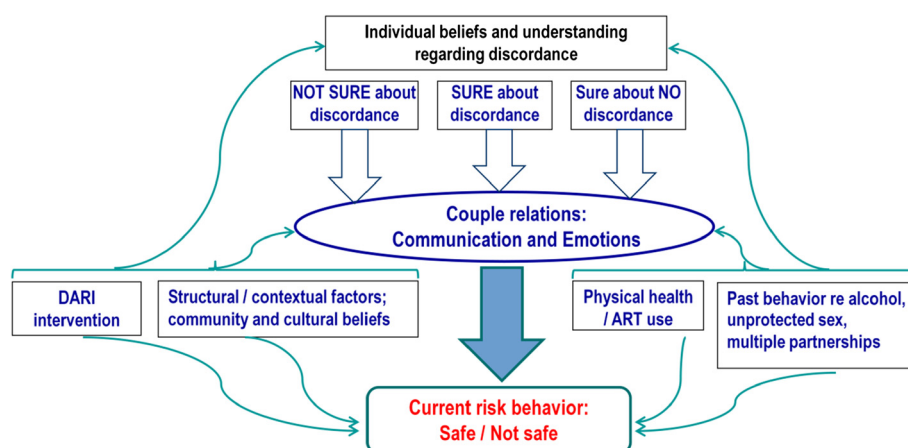 Individual beliefs and understanding
regarding discordance
NOT SURE about
discordance
SURE about
discordance
Sure about NO
discordance
Couple relations:
Communication and Emotions
DARI
intervention
Structural / contextual factors;
community and cultural beliefs
Physical health
/ ART use
Past behavior re alcohol,
unprotected sex,
multiple partnerships
Current risk behavior:
Safe / Not safe